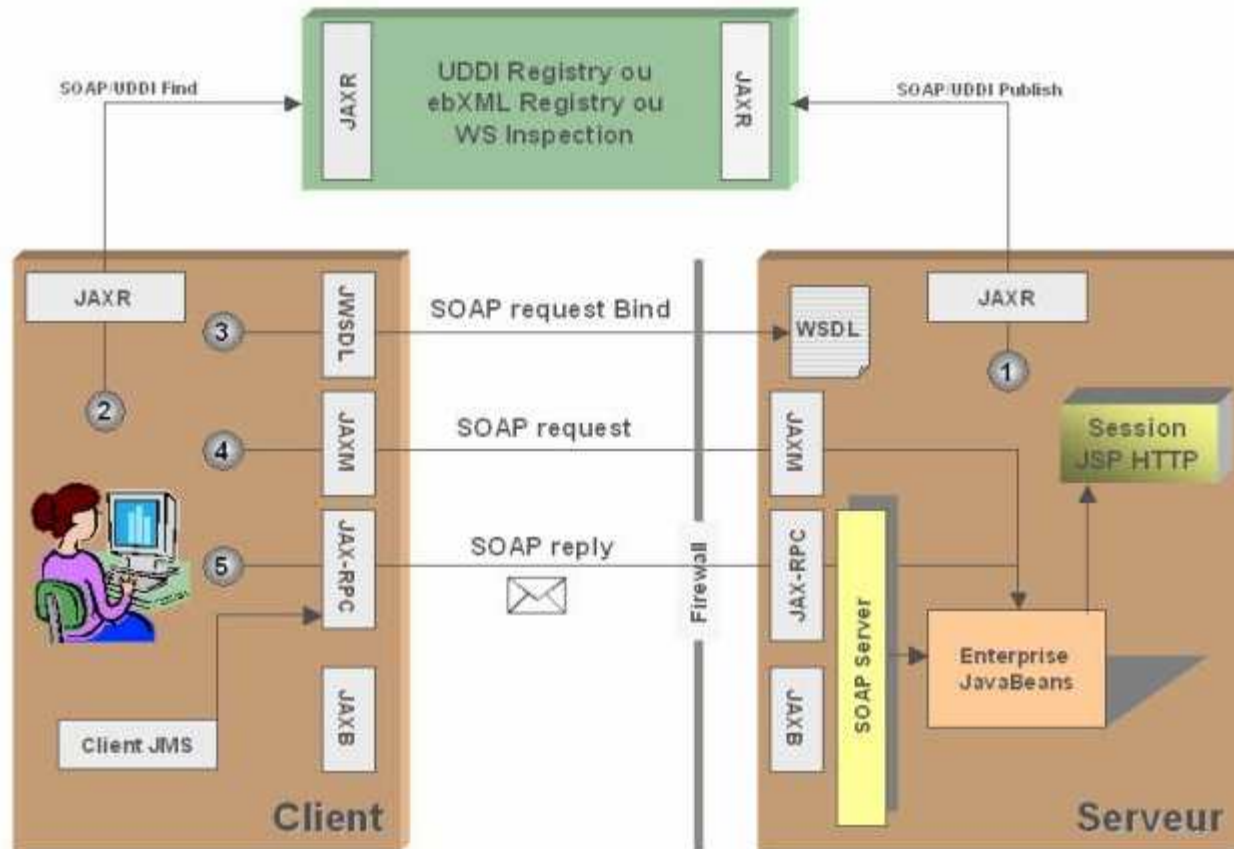 SOAP/UDDI Find
JAXR
UDDI Registry ou
ebXML Registry ou
WS Inspection
JAXR
SOAP/UDDI Publish
JAXR
2
3
JWSDL
SOAP request Bind
WSDL
JAXR
1
4
JAXM
SOAP request
JAXM
Session
JSP HTTP
5
JAX-RPC
SOAP reply
Firewall
JAX-RPC
SOAP Server
Enterprise
JavaBeans
Client JMS
JAXB
JAXB
Client
Serveur